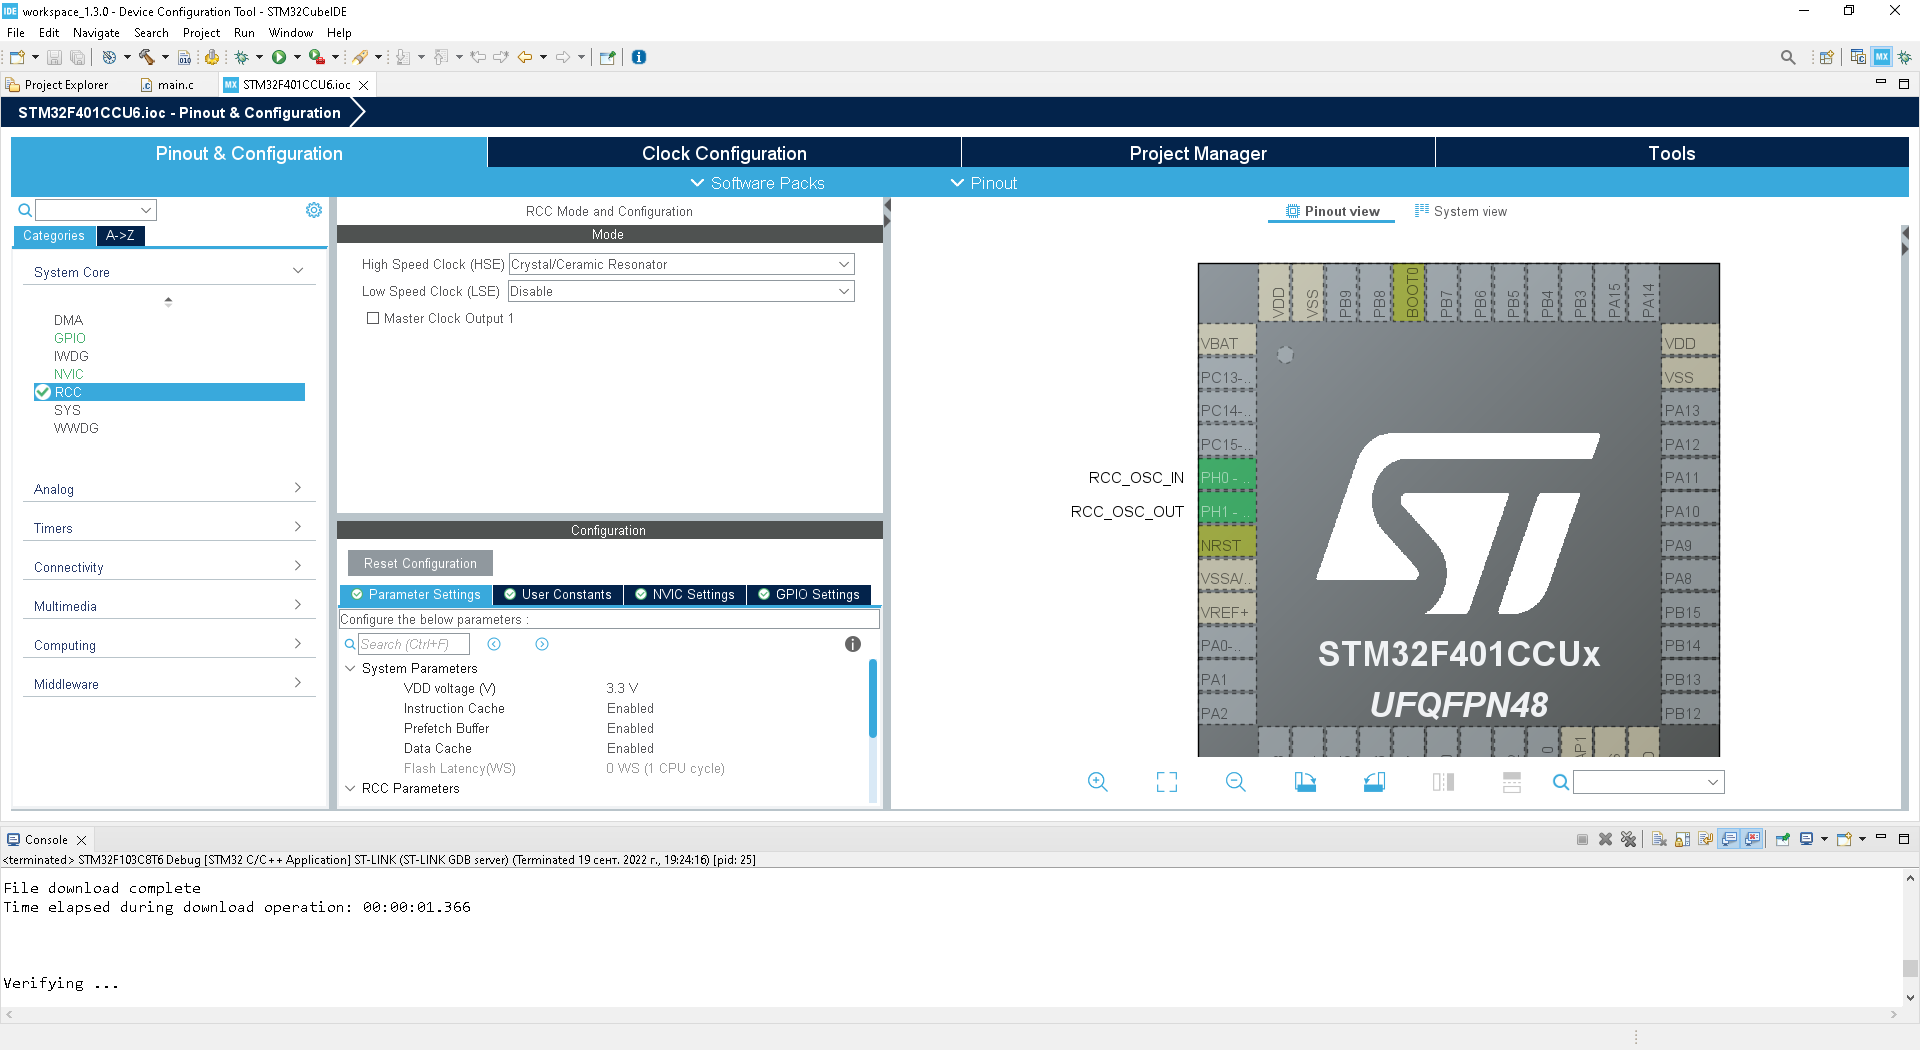 workspace_1.3.0 - Device Configuration Tool - STM32CubeIDE
File Edit Navigate Search Project Run Window Help
Project Explorer
main.c
STM32F401CCU6.ioc
STM32F401CCU6.ioc - Pinout & Configuration
Pinout & Configuration
Clock Configuration
Project Manager
Tools
Software Packs
Pinout
Categories
A->Z
System Core
DMA
GPIO
IWDG
NVIC
RCC
SYS
WWDG
Analog
Timers
Connectivity
Multimedia
Computing
Middleware
RCC Mode and Configuration
Mode
High Speed Clock (HSE) Crystal/Ceramic Resonator
Low Speed Clock (LSE) Disable
Master Clock Output 1
Configuration
Reset Configuration
Parameter Settings
User Constants
NVIC Settings
GPIO Settings
Configure the below parameters :
Search (Ctrl+F)
System Parameters
VDD voltage (V) 3.3 V
Instruction Cache Enabled
Prefetch Buffer Enabled
Data Cache Enabled
Flash Latency(WS) 0 WS (1 CPU cycle)
RCC Parameters
Pinout view
System view
VDD VSS PB9 PB8 BOOT0 PB7 PB6 PB5 PB4 PB3 PA15 PA14
VBAT
PC13-..
PC14-..
PC15-..
RCC_OSC_IN PH0 - ..
RCC_OSC_OUT PH1 - ..
NRST
VSSA/..
VREF+
PA0-..
PA1
PA2
VDD
VSS
PA13
PA12
PA11
PA10
PA9
PA8
PB15
PB14
PB13
PB12
ST
STM32F401CCUx
UFQFPN48
Console
<terminated> STM32F103C8T6 Debug [STM32 C/C++ Application] ST-LINK (ST-LINK GDB server) (Terminated 19 сент. 2022 г., 19:24:16) [pid: 25]
File download complete
Time elapsed during download operation: 00:00:01.366
Verifying ...